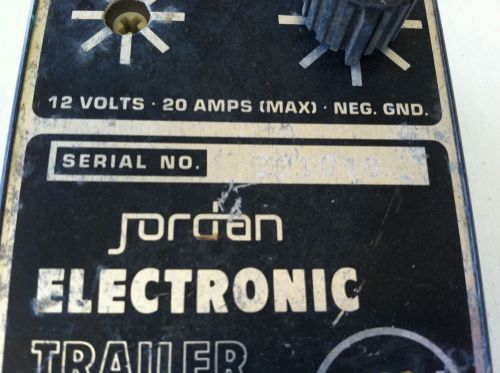 12 VOLTS · 20 AMPS (MAX) · NEG. GND.
SERIAL NO.
jordan
ELECTRONIC
TRAILER